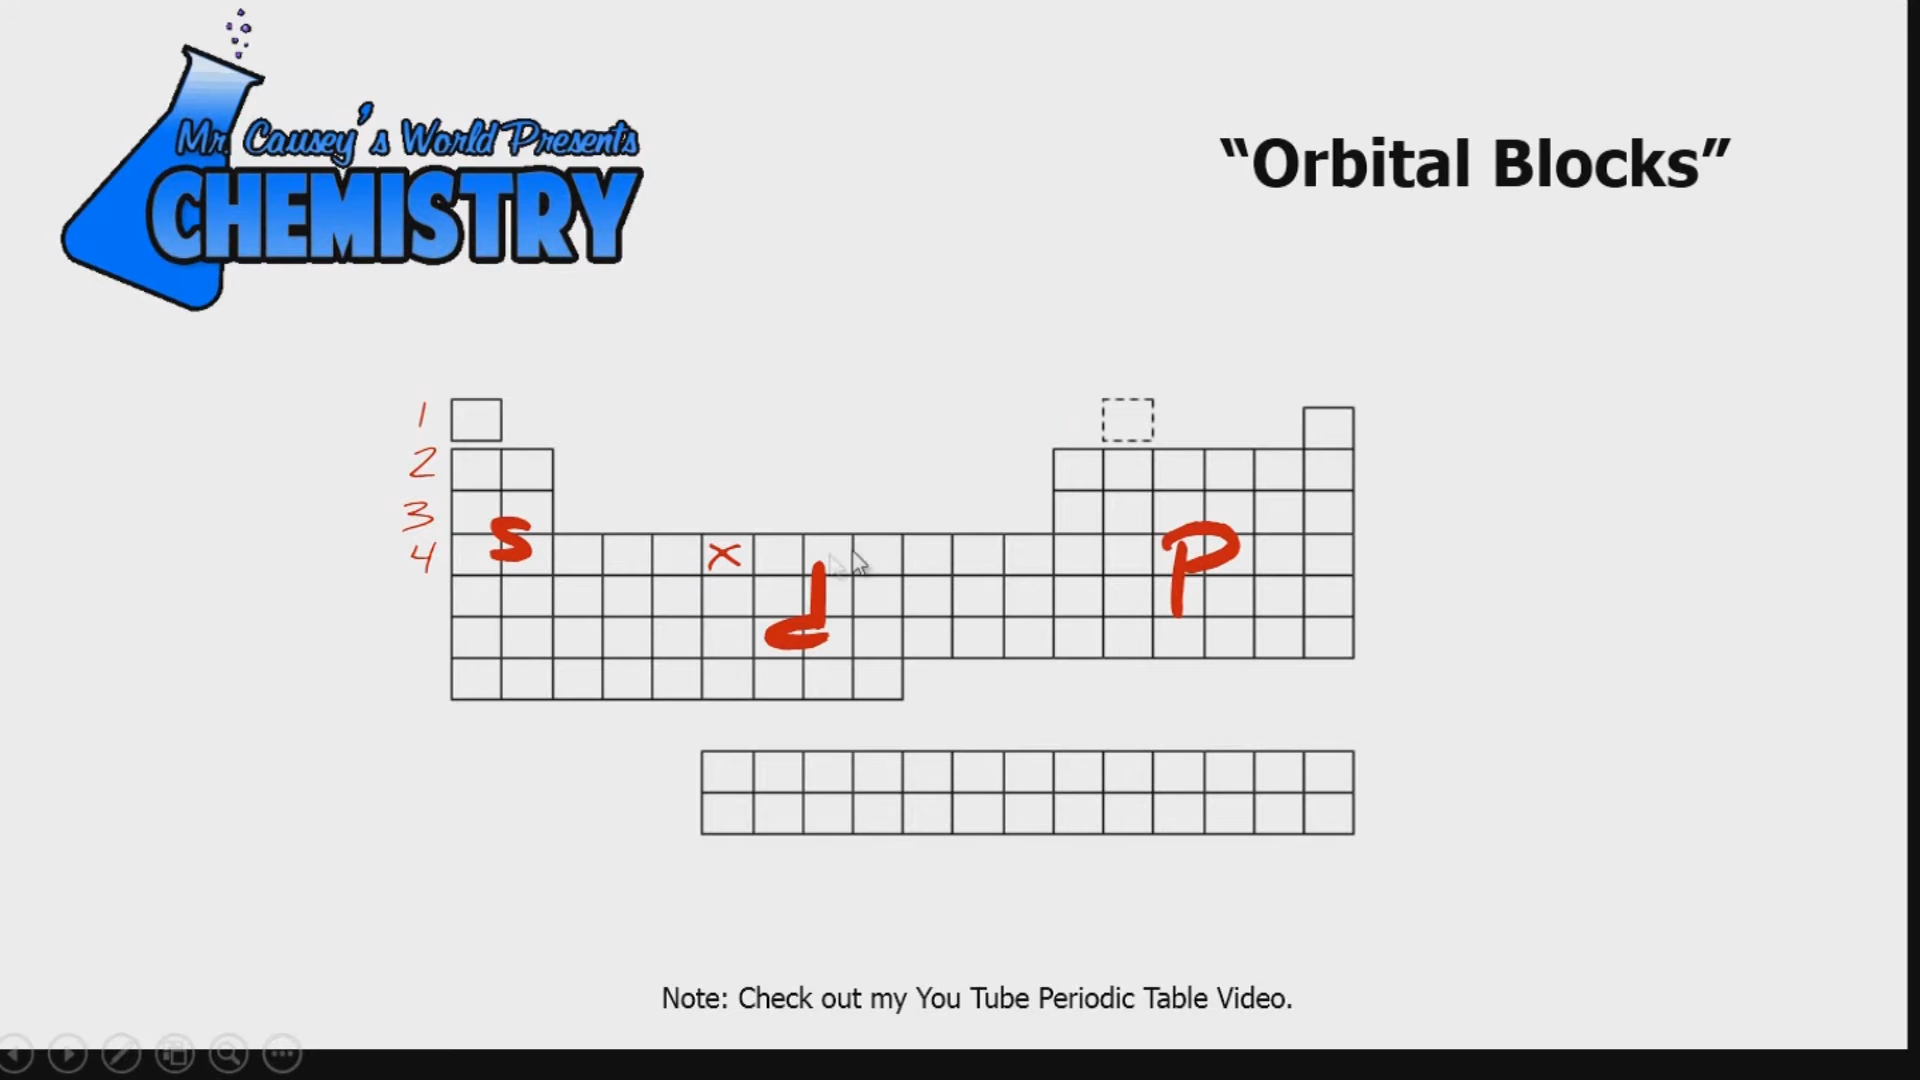 Mr. Causey's World Presents
CHEMISTRY
“Orbital Blocks”
1
2
3
4
s
x
d
p
Note: Check out my You Tube Periodic Table Video.